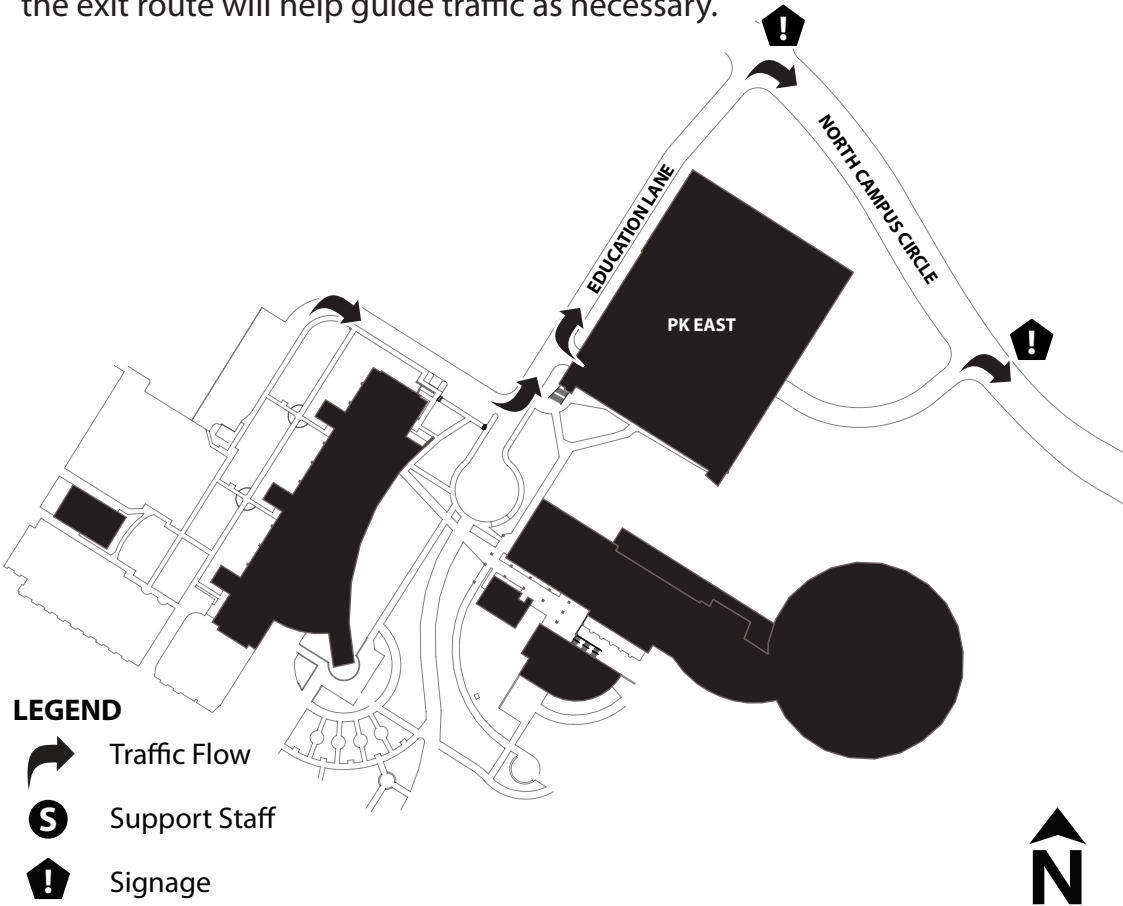 the exit route will help guide traffic as necessary.
!
NORTH CAMPUS CIRCLE
EDUCATION LANE
PK EAST
!
LEGEND
Traffic Flow
S Support Staff
! Signage
N